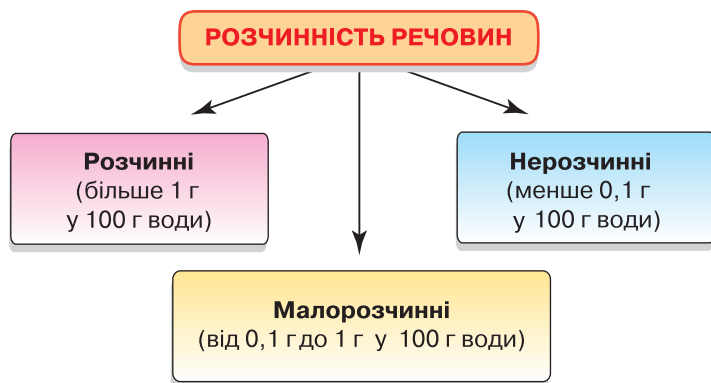 РОЗЧИННІСТЬ РЕЧОВИН
Розчинні
(більше 1 г
у 100 г води)
Нерозчинні
(менше 0,1 г
у 100 г води)
Малорозчинні
(від 0,1 г до 1 г у 100 г води)